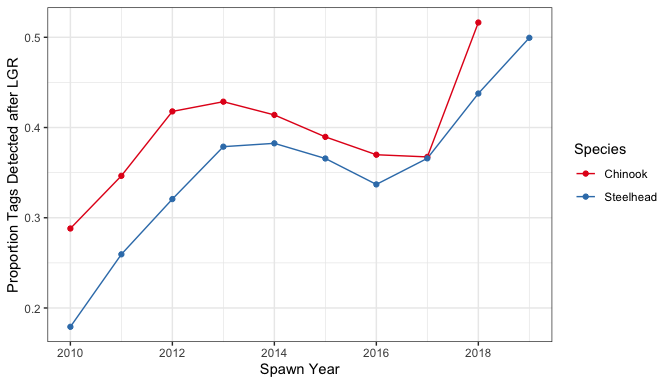 Proportion Tags Detected after LGR
0.5
0.4
0.3
0.2
2010 2012 2014 2016 2018
Spawn Year
Species
Chinook
Steelhead